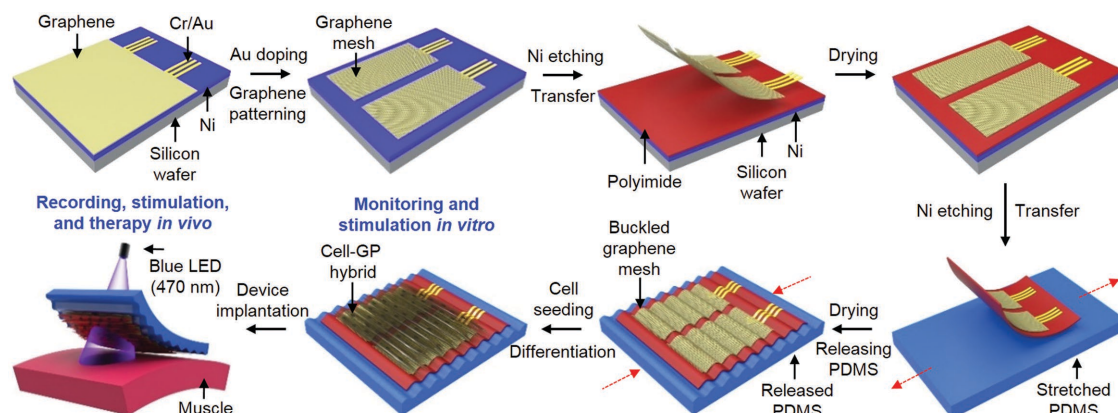 Graphene
Cr/Au
Au doping
Graphene
patterning
Ni
Silicon
wafer
Graphene
mesh
Ni etching
Transfer
Polyimide
Silicon
wafer
Ni
Drying
Ni etching
Transfer
Stretched
PDMS
Drying
Releasing
PDMS
Buckled
graphene
mesh
Released
PDMS
Cell
seeding
Differentiation
Monitoring and
stimulation in vitro
Cell-GP
hybrid
Device
implantation
Recording, stimulation,
and therapy in vivo
Blue LED
(470 nm)
Muscle